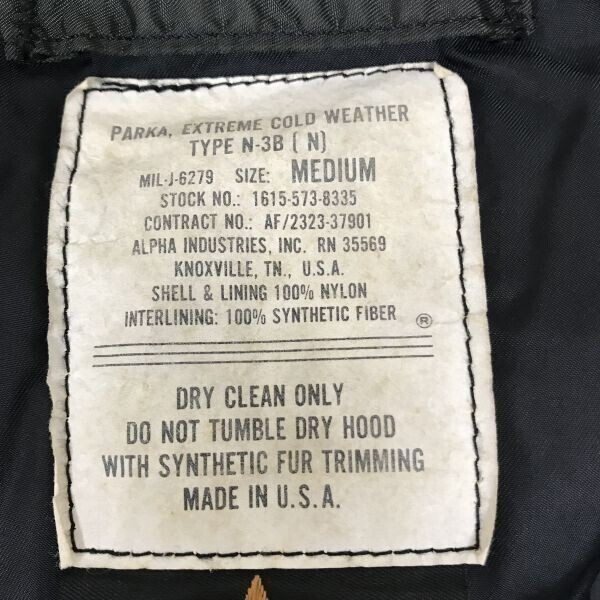 PARKA, EXTREME COLD WEATHER
TYPE N-3B ( N)
MIL-J-6279 SIZE: MEDIUM
STOCK NO.: 1615-573-8335
CONTRACT NO.: AF/2323-37901
ALPHA INDUSTRIES, INC. RN 35569
KNOXVILLE, TN., U.S.A.
SHELL & LINING 100% NYLON
INTERLINING: 100% SYNTHETIC FIBER ®
DRY CLEAN ONLY
DO NOT TUMBLE DRY HOOD
WITH SYNTHETIC FUR TRIMMING
MADE IN U.S.A.